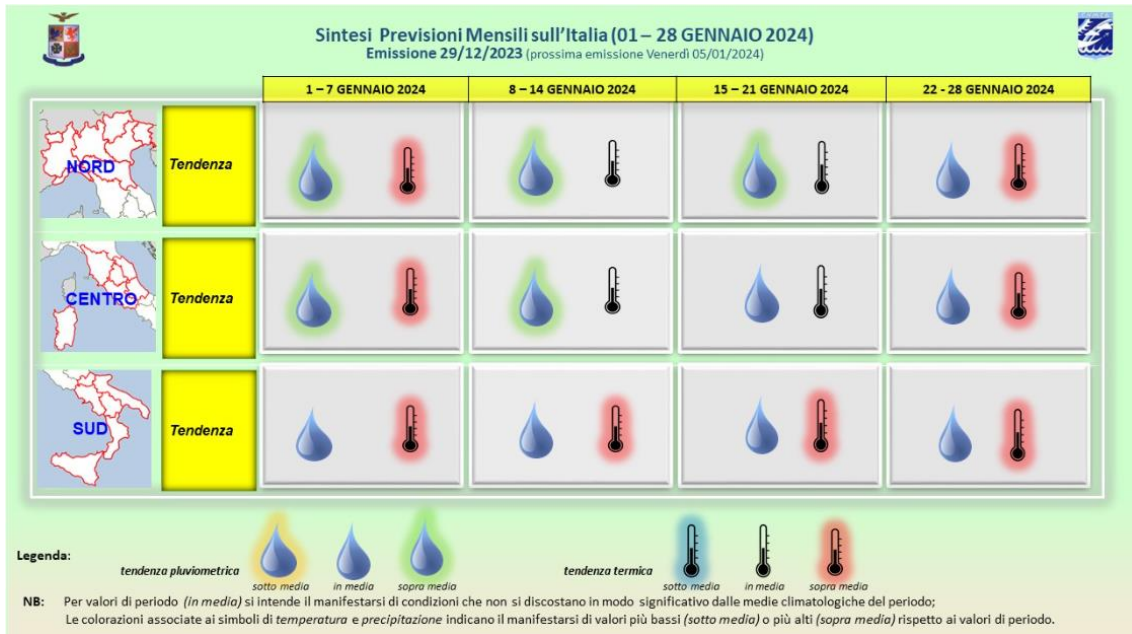 Sintesi Previsioni Mensili sull'Italia (01 – 28 GENNAIO 2024)
Emissione 29/12/2023 (prossima emissione Venerdì 05/01/2024)
1 – 7 GENNAIO 2024
8 – 14 GENNAIO 2024
15 – 21 GENNAIO 2024
22 - 28 GENNAIO 2024
NORD
Tendenza
CENTRO
Tendenza
SUD
Tendenza
Legenda:
tendenza pluviometrica
sotto media
in media
sopra media
tendenza termica
sotto media
in media
sopra media
NB: Per valori di periodo (in media) si intende il manifestarsi di condizioni che non si discostano in modo significativo dalle medie climatologiche del periodo;
Le colorazioni associate ai simboli di temperatura e precipitazione indicano il manifestarsi di valori più bassi (sotto media) o più alti (sopra media) rispetto ai valori di periodo.